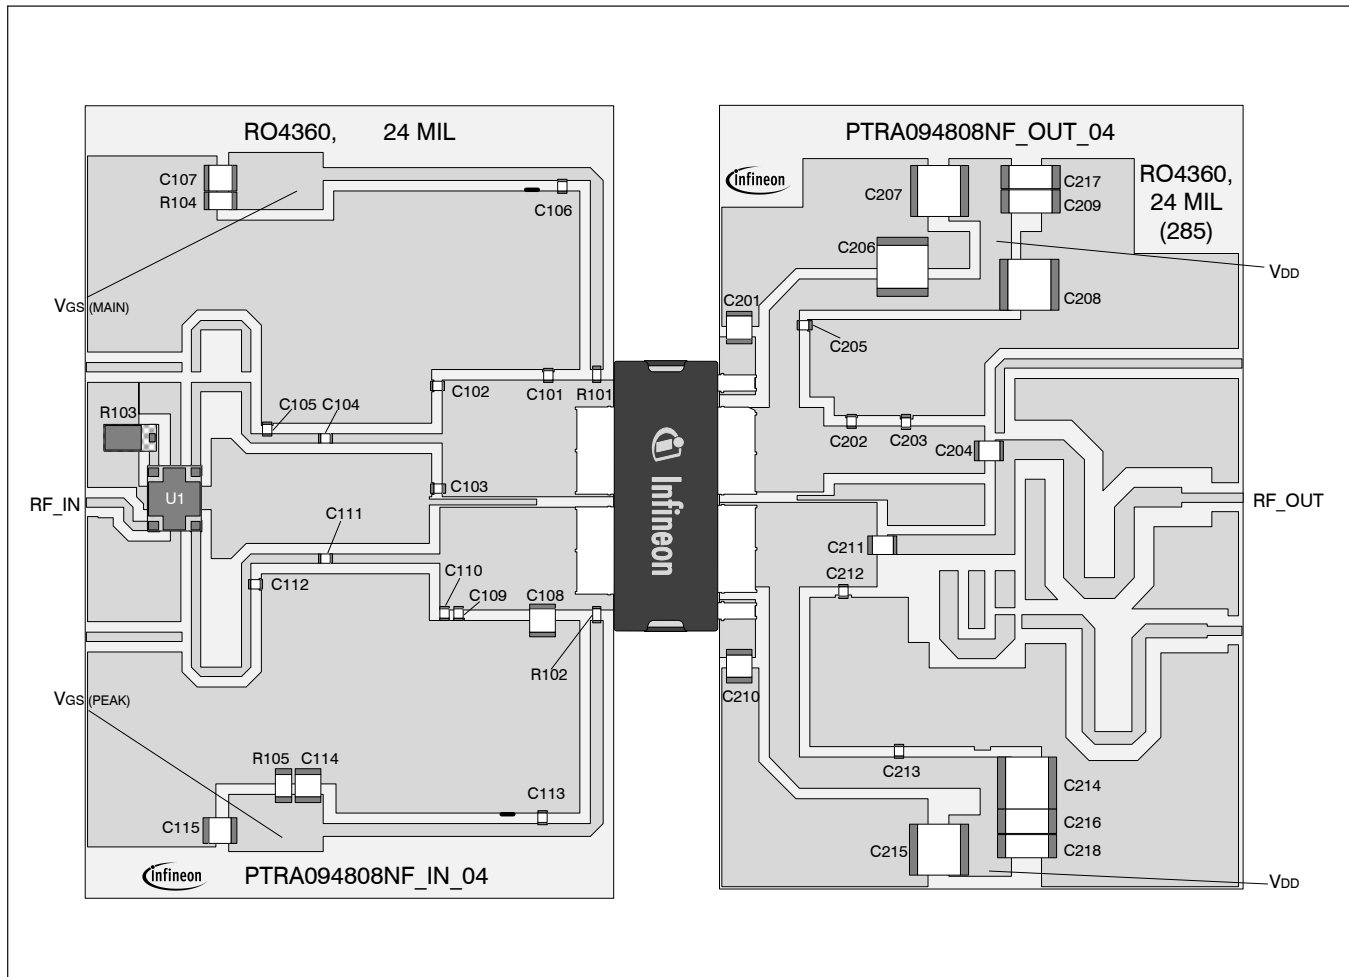 RO4360, 24 MIL
PTRA094808NF_OUT_04
infineon
RO4360,
24 MIL
(285)
C107
R104
C106
VGS (MAIN)
C105
C104
C102
C101
R101
R103
C103
U1
RF_IN
C111
C112
C110
C109
C108
R102
VGS (PEAK)
R105
C114
C113
C115
infineon
PTRA094808NF_IN_04
Infineon
C207
C217
C209
C206
VDD
C208
C201
C205
C202
C203
C204
RF_OUT
C211
C212
C210
C213
C214
C216
C215
C218
VDD